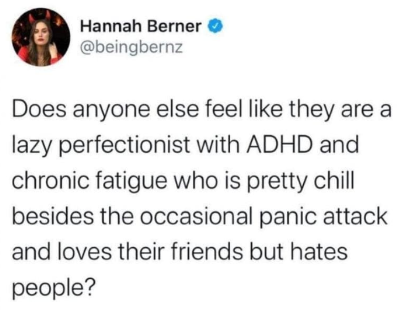 Hannah Berner
@beingbernz
Does anyone else feel like they are a
lazy perfectionist with ADHD and
chronic fatigue who is pretty chill
besides the occasional panic attack
and loves their friends but hates
people?